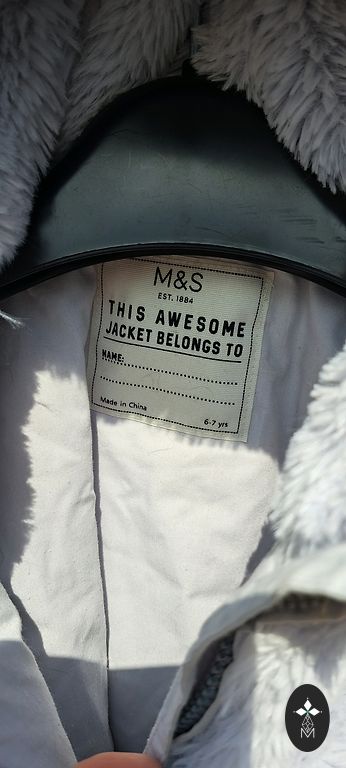 M&S
EST. 1884
THIS AWESOME
JACKET BELONGS TO
NAME:
Made in China
6-7 yrs
M